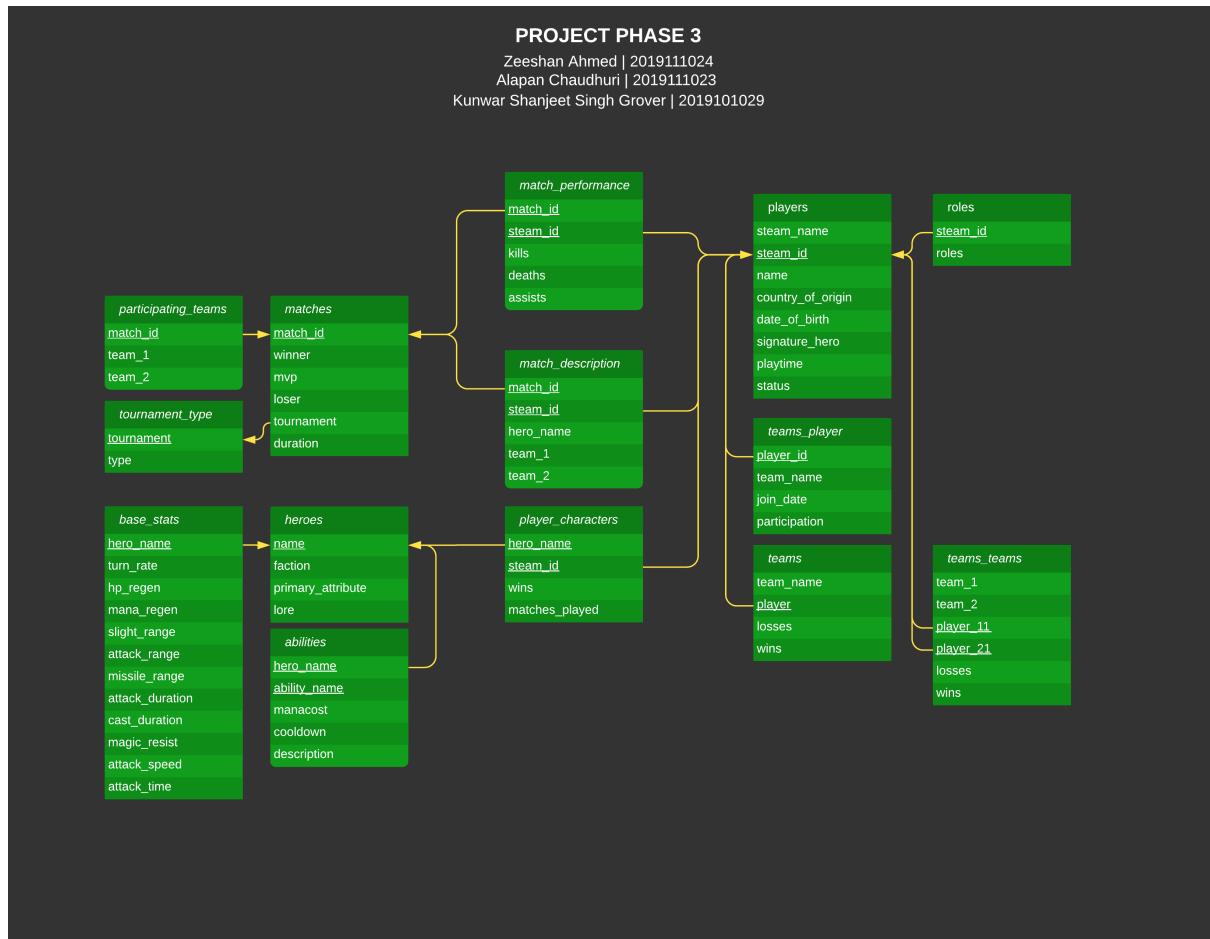 PROJECT PHASE 3
Zeeshan Ahmed | 2019111024
Alapan Chaudhuri | 2019111023
Kunwar Shanjeet Singh Grover | 2019101029
participating_teams
match_id
team_1
team_2
tournament_type
tournament
type
matches
match_id
winner
mvp
loser
tournament
duration
match_performance
match_id
steam_id
kills
deaths
assists
match_description
match_id
steam_id
hero_name
team_1
team_2
players
steam_name
steam_id
name
country_of_origin
date_of_birth
signature_hero
playtime
status
roles
steam_id
roles
teams_player
player_id
team_name
join_date
participation
base_stats
hero_name
turn_rate
hp_regen
mana_regen
slight_range
attack_range
missile_range
attack_duration
cast_duration
magic_resist
attack_speed
attack_time
heroes
name
faction
primary_attribute
lore
abilities
hero_name
ability_name
manacost
cooldown
description
player_characters
hero_name
steam_id
wins
matches_played
teams
team_name
player
losses
wins
teams_teams
team_1
team_2
player_11
player_21
losses
wins